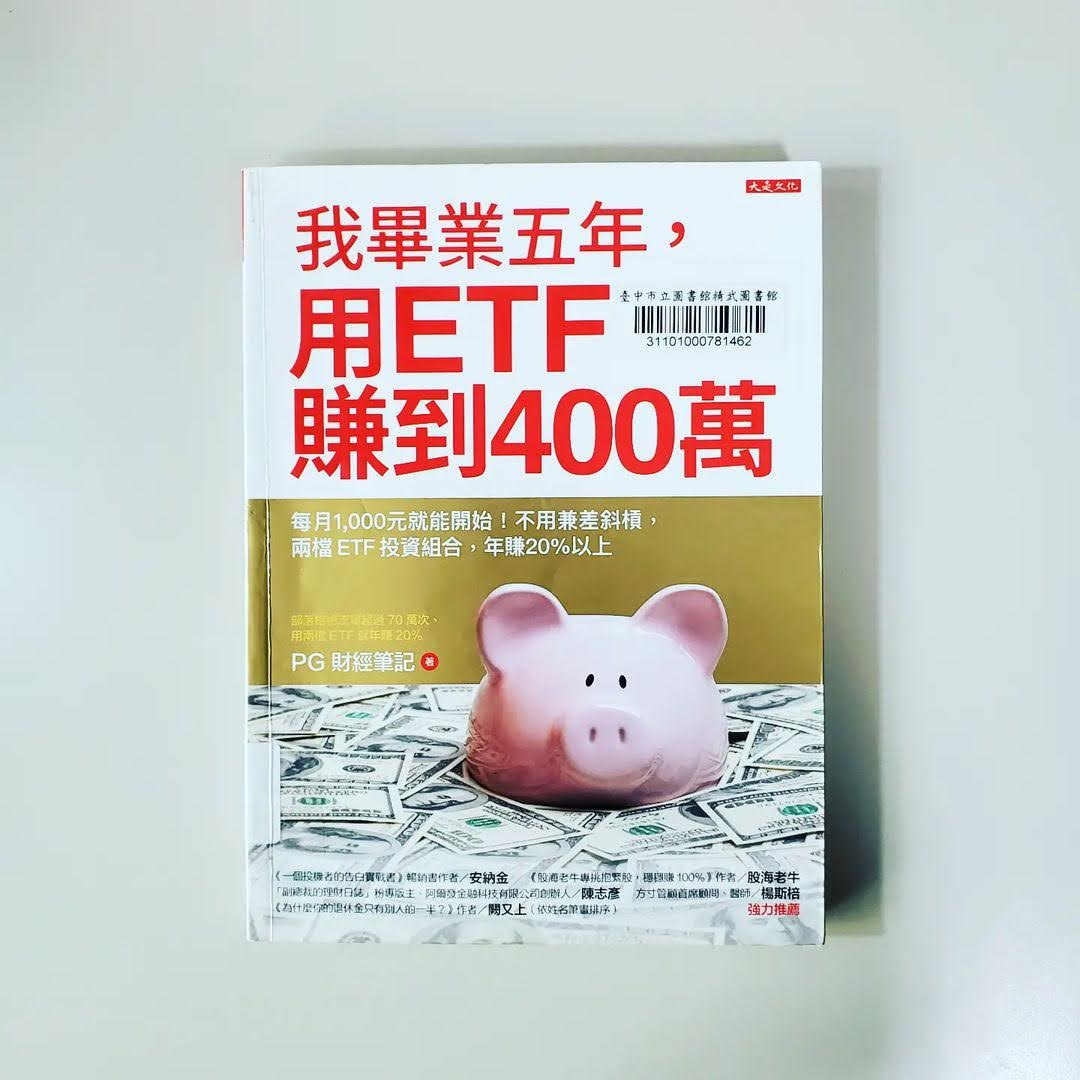 大是文化
我畢業五年，
用ETF
臺中市立圖書館精武圖書館
31101000781462
賺到400萬
每月1,000元就能開始！不用兼差斜槓，
兩檔 ETF 投資組合，年賺20%以上
部落格總流量超過 70 萬次、
用兩檔 ETF 就年賺 20%
PG 財經筆記 著
《一個投機者的告白實戰書》暢銷書作者／安納金 《股海老牛專挑抱緊股，穩穩賺 100%》作者／股海老牛
「副總裁的理財日誌」粉專版主、阿爾發金融科技有限公司創辦人／陳志彥 方寸管顧首席顧問、醫師／楊斯棓
《為什麼你的退休金只有別人的一半？》作者／闕又上（依姓名筆畫排序） 強力推薦